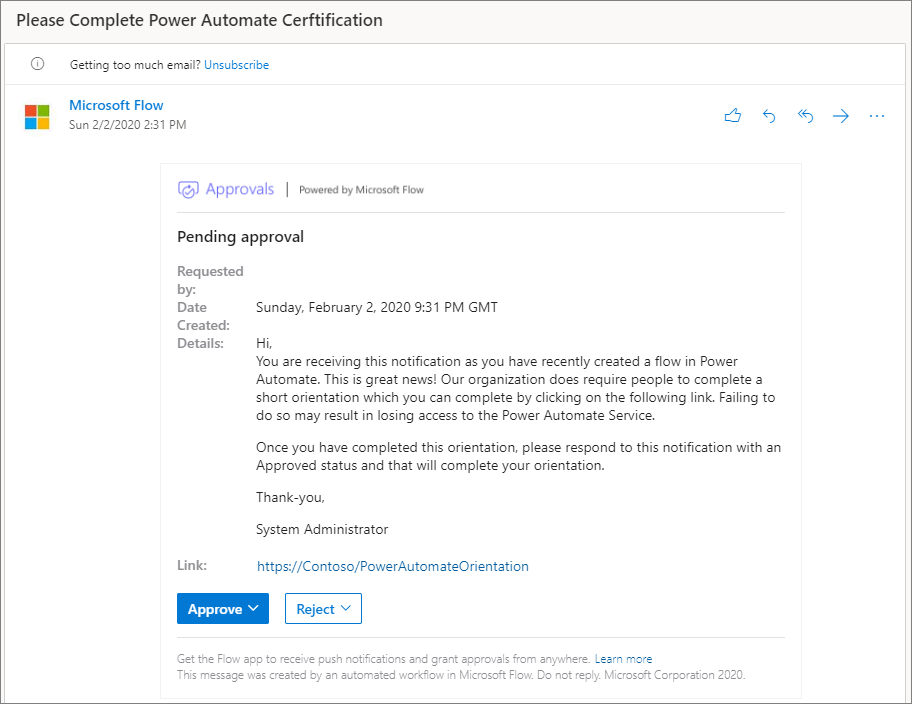 Please Complete Power Automate Cerftification
Getting too much email? Unsubscribe
Microsoft Flow
Sun 2/2/2020 2:31 PM
Approvals | Powered by Microsoft Flow
Pending approval
Requested
by:
Date
Created:
Sunday, February 2, 2020 9:31 PM GMT
Details:
Hi,
You are receiving this notification as you have recently created a flow in Power
Automate. This is great news! Our organization does require people to complete a
short orientation which you can complete by clicking on the following link. Failing to
do so may result in losing access to the Power Automate Service.
Once you have completed this orientation, please respond to this notification with an
Approved status and that will complete your orientation.
Thank-you,
System Administrator
Link:
https://Contoso/PowerAutomateOrientation
Approve
Reject
Get the Flow app to receive push notifications and grant approvals from anywhere. Learn more
This message was created by an automated workflow in Microsoft Flow. Do not reply. Microsoft Corporation 2020.